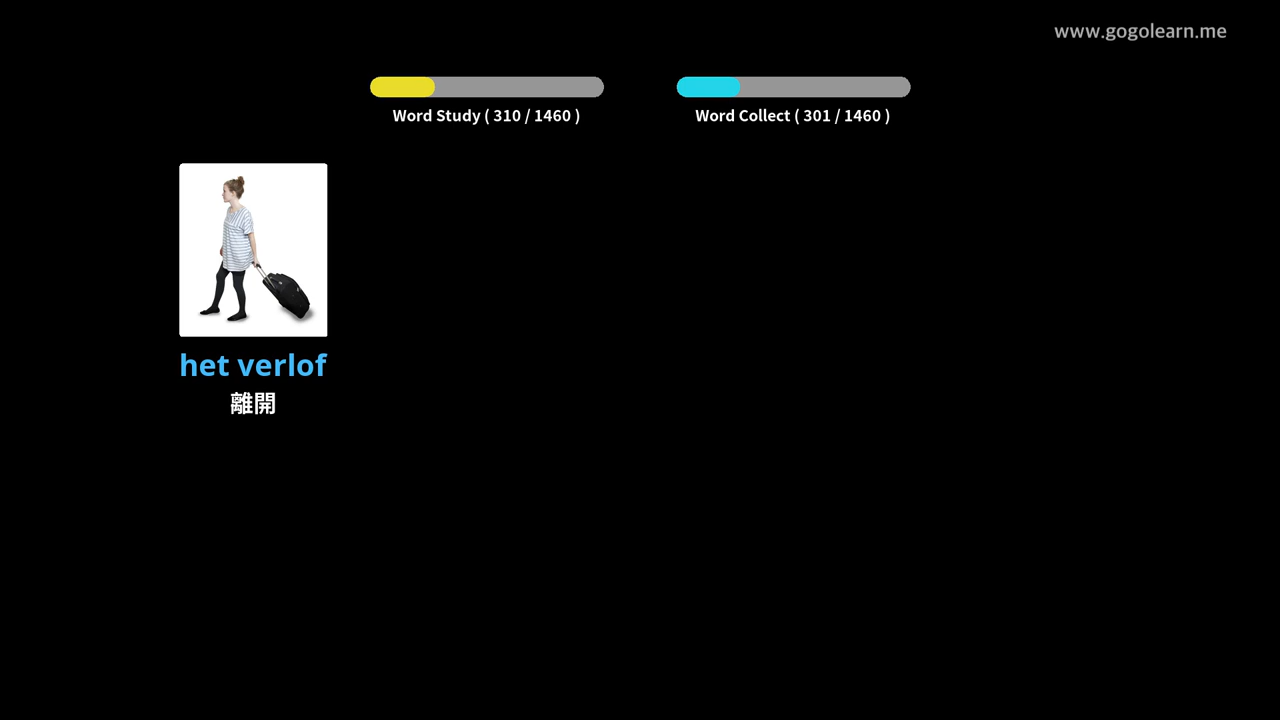 www.gogolearn.me
Word Study ( 310 / 1460 )
Word Collect ( 301 / 1460 )
het verlof
離開